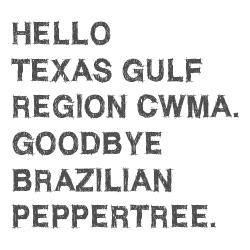 HELLO
TEXAS GULF
REGION CWMA.
GOODBYE
BRAZILIAN
PEPPERTREE.